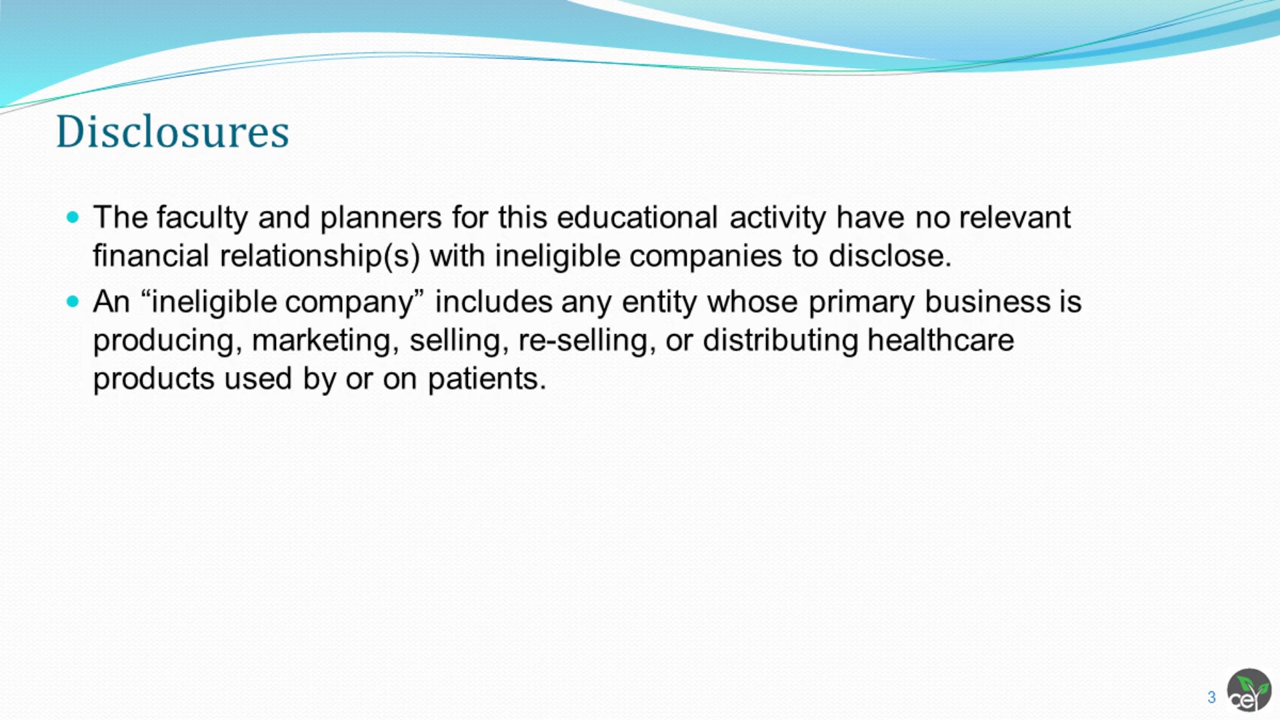 Disclosures
The faculty and planners for this educational activity have no relevant
financial relationship(s) with ineligible companies to disclose.
An “ineligible company” includes any entity whose primary business is
producing, marketing, selling, re-selling, or distributing healthcare
products used by or on patients.
3
cei